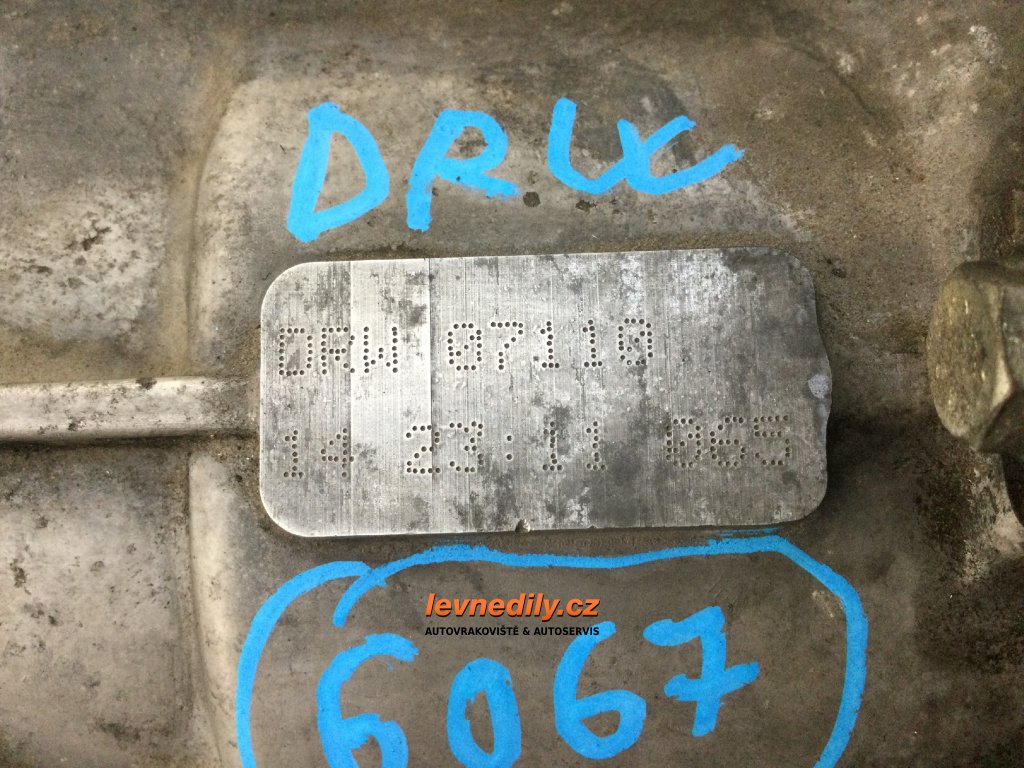 DRW
DRW 07110
14 23:11 065
levnedily.cz
AUTOVRAKOVIŠTĚ & AUTOSERVIS
6067